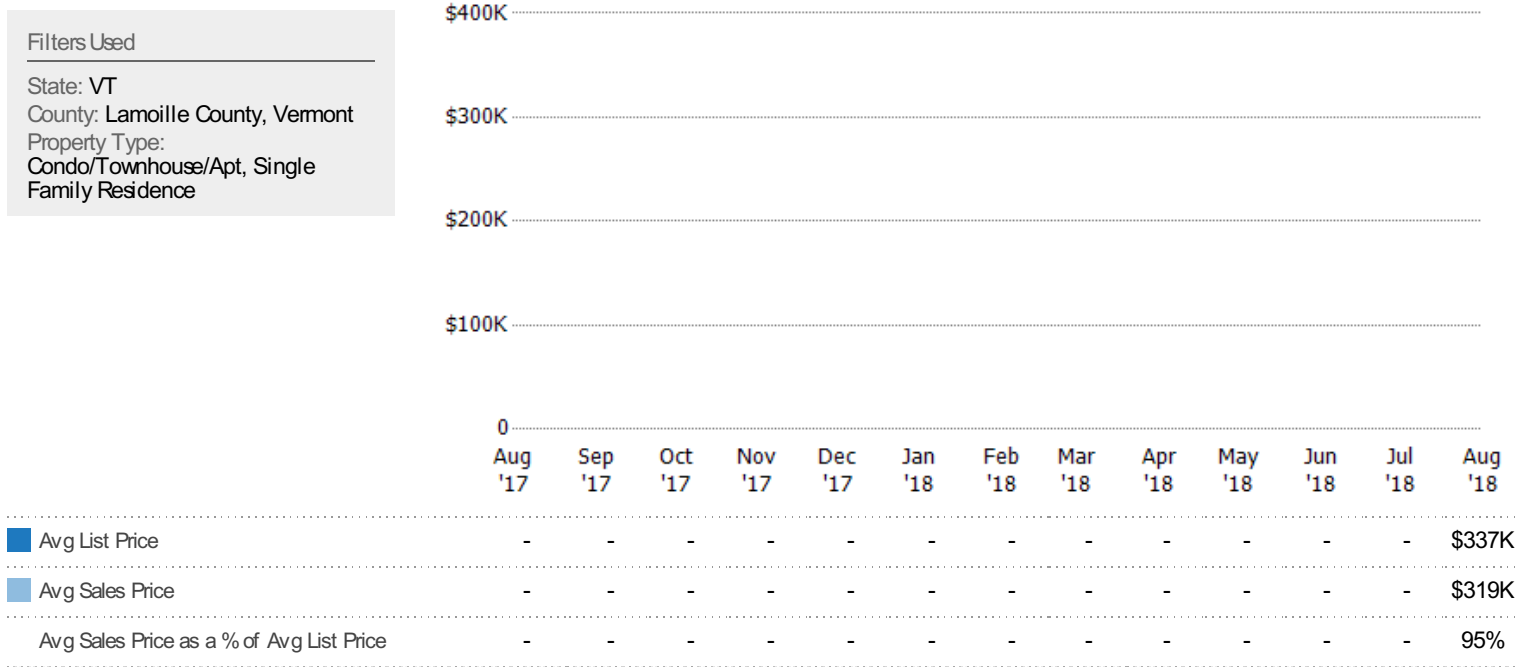 Filters Used
State: VT
County: Lamoille County, Vermont
Property Type:
Condo/Townhouse/Apt, Single
Family Residence
$400K
$300K
$200K
$100K
0
Aug Sep Oct Nov Dec Jan Feb Mar Apr May Jun Jul Aug
'17 '17 '17 '17 '17 '18 '18 '18 '18 '18 '18 '18 '18
Avg List Price - - - - - - - - - - - - $337K
Avg Sales Price - - - - - - - - - - - - $319K
Avg Sales Price as a % of Avg List Price - - - - - - - - - - - - 95%